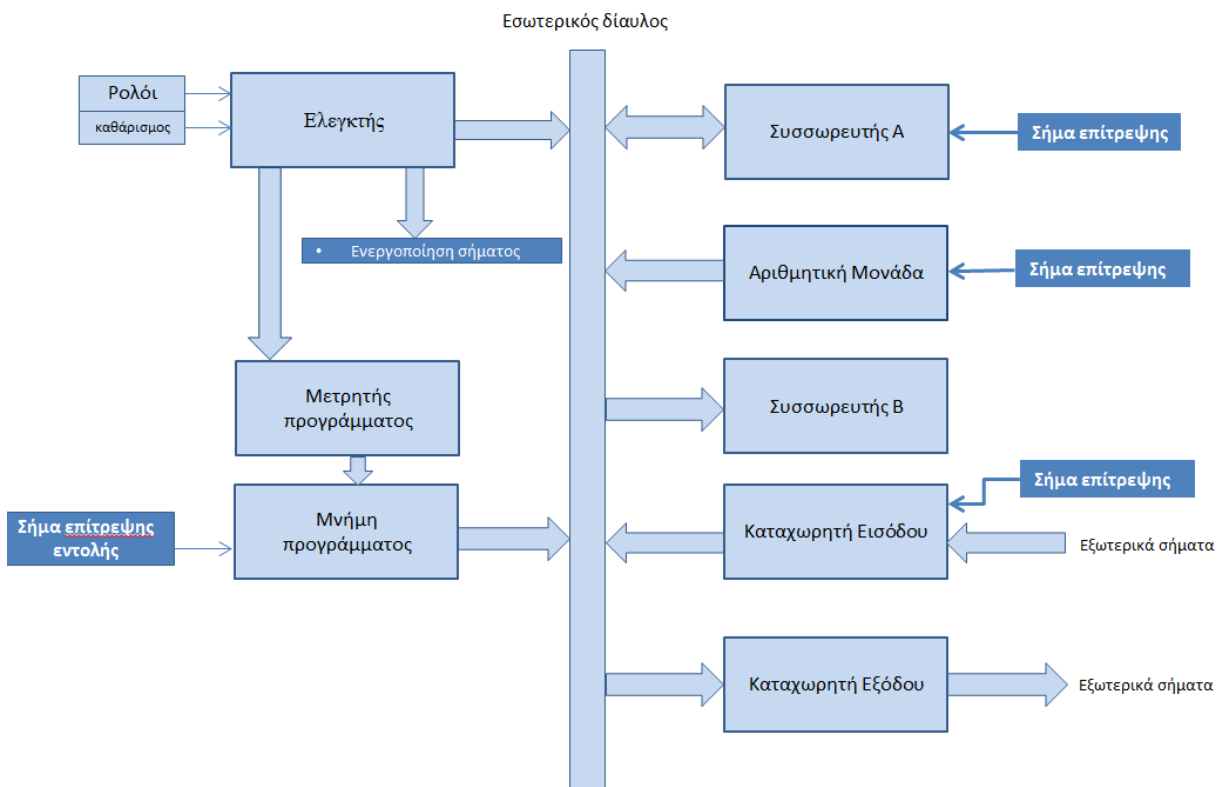 Εσωτερικός δίαυλος
Ρολόι
καθάρισμος
Ελεγκτής
Συσσωρευτής Α
Σήμα επίτρεψης
• Ενεργοποίηση σήματος
Αριθμητική Μονάδα
Σήμα επίτρεψης
Μετρητής
προγράμματος
Συσσωρευτής Β
Σήμα επίτρεψης
Σήμα επίτρεψης
εντολής
Μνήμη
προγράμματος
Καταχωρητή Εισόδου
Εξωτερικά σήματα
Καταχωρητή Εξόδου
Εξωτερικά σήματα